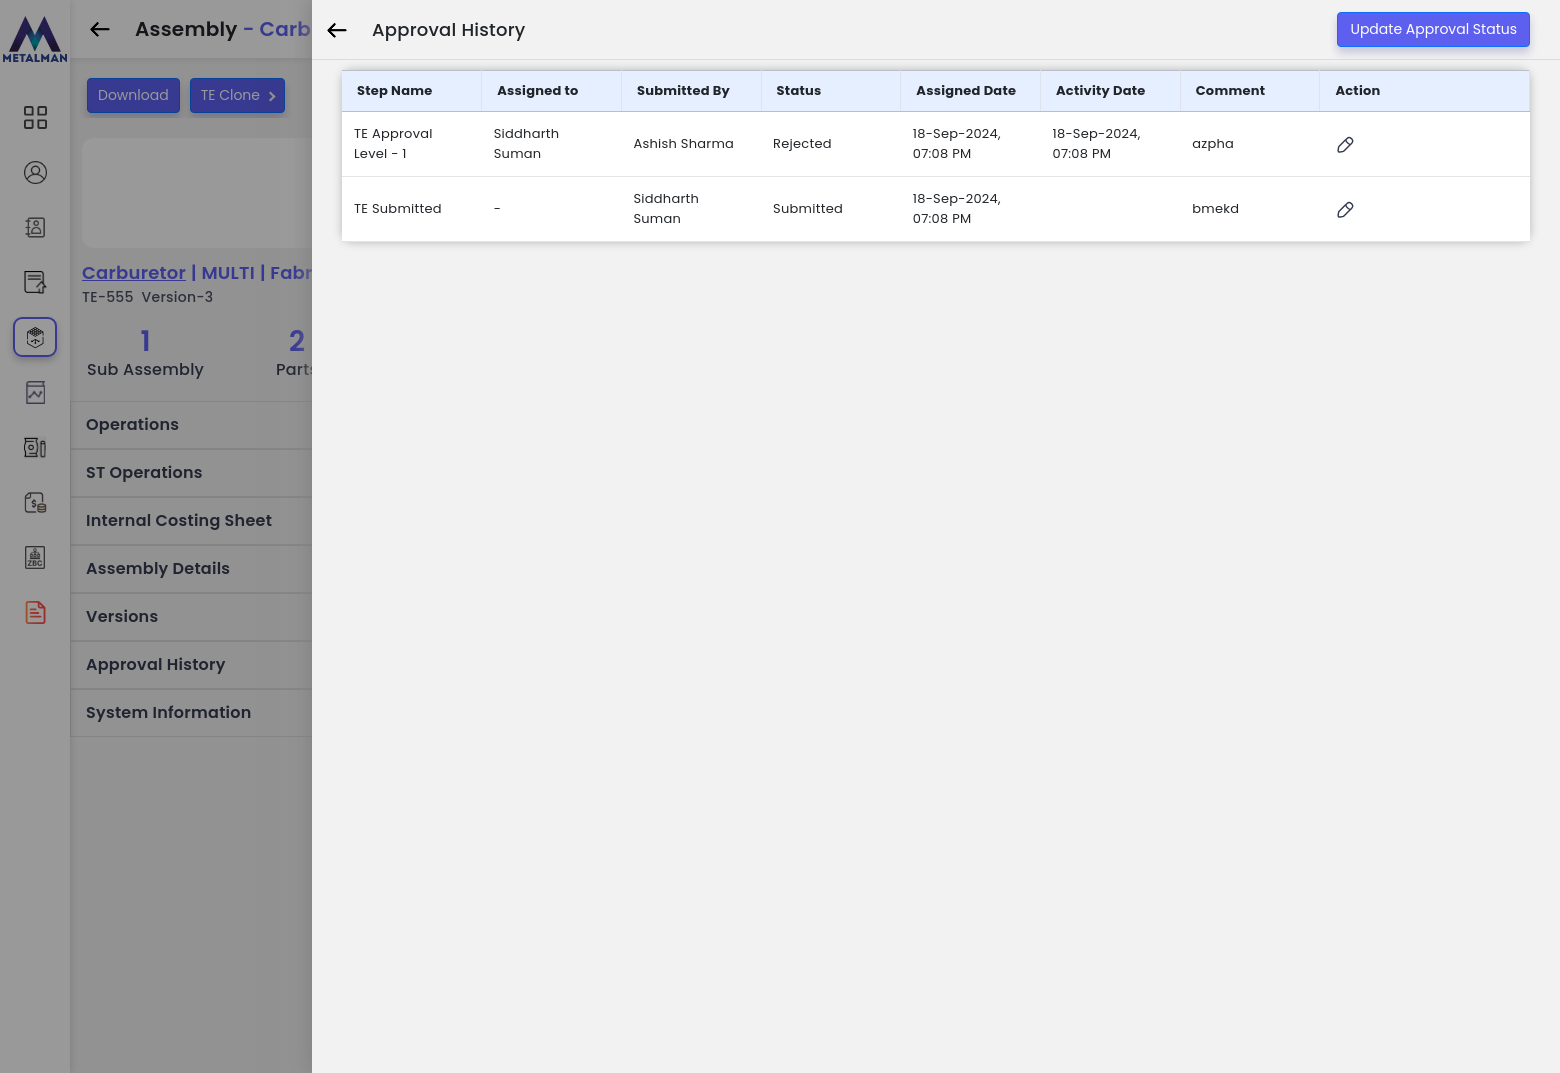 METALMAN
Assembly - Carb
Download
TE Clone
Carburetor | MULTI | Fabr
TE-555 Version-3
1
Sub Assembly
2
Parts
Operations
ST Operations
Internal Costing Sheet
Assembly Details
Versions
Approval History
System Information
ZBC
Approval History
Update Approval Status
Step Name Assigned to Submitted By Status Assigned Date Activity Date Comment Action
TE Approval Level - 1 Siddharth Suman Ashish Sharma Rejected 18-Sep-2024, 07:08 PM 18-Sep-2024, 07:08 PM azpha
TE Submitted - Siddharth Suman Submitted 18-Sep-2024, 07:08 PM bmekd